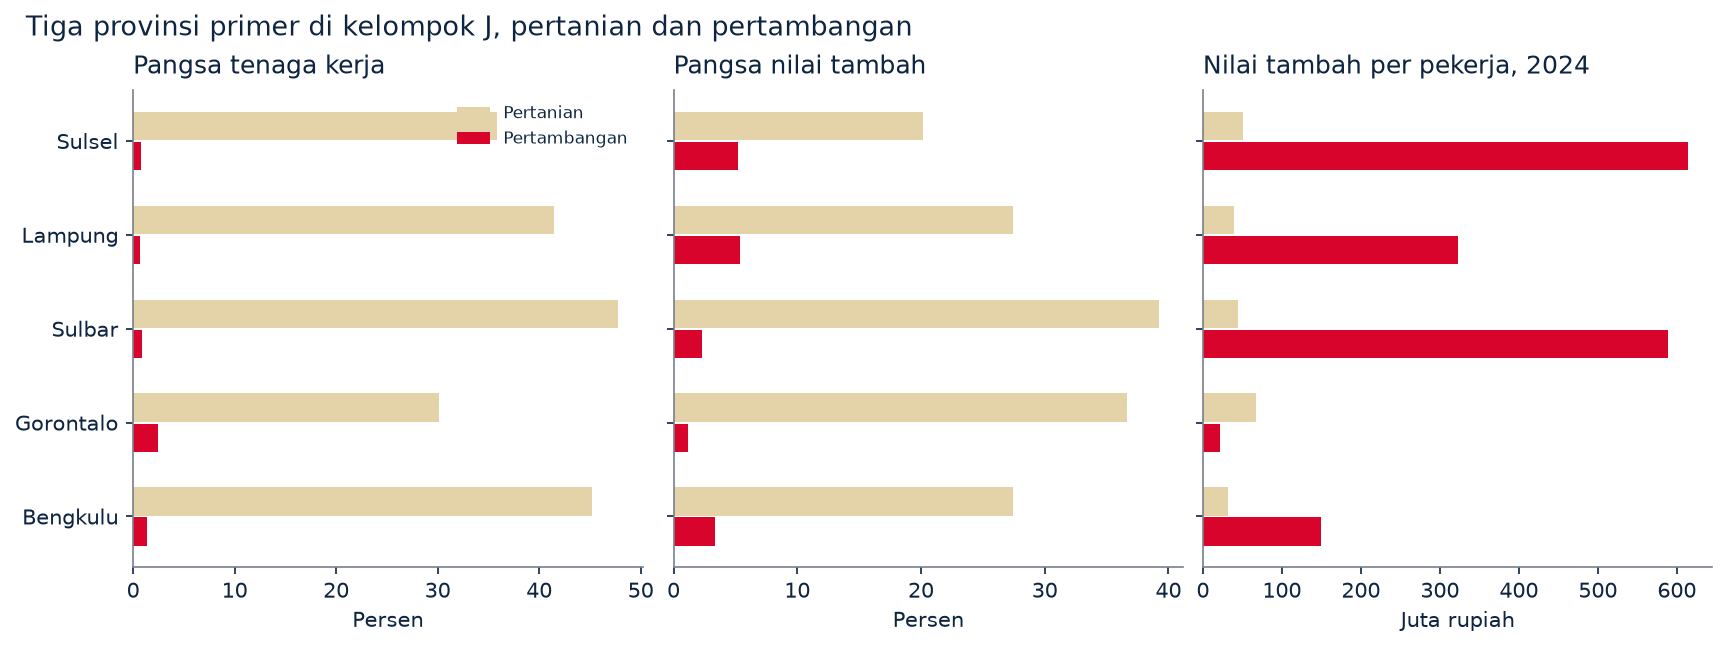 Tiga provinsi primer di kelompok J, pertanian dan pertambangan
Pangsa tenaga kerja
Pertanian
Pertambangan
Sulsel
Lampung
Sulbar
Gorontalo
Bengkulu
0 10 20 30 40 50
Persen
Pangsa nilai tambah
0 10 20 30 40
Persen
Nilai tambah per pekerja, 2024
0 100 200 300 400 500 600
Juta rupiah